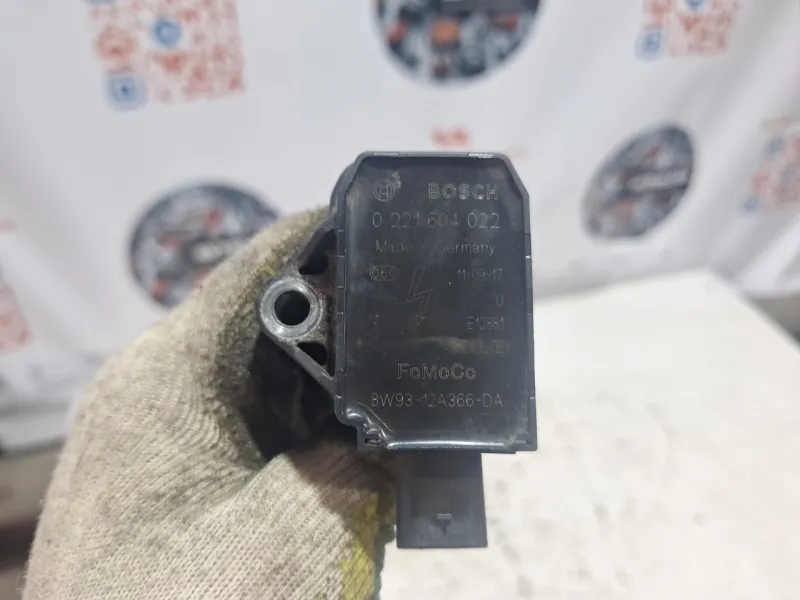 BOSCH
0 221 604 022
Made in Germany
11-09-17
U
FoMoCo
8W93-12A366-DA